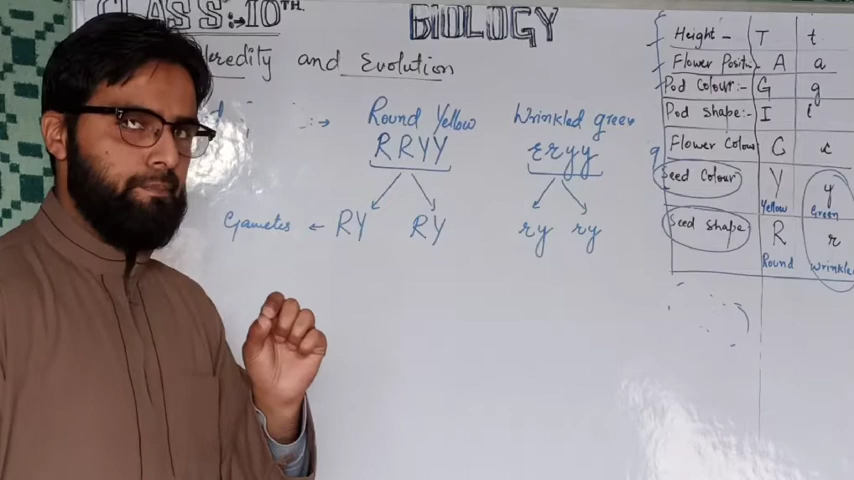 CLASS :→ 10TH
BIOLOGY
Heredity and Evolution
:→ Round Yellow Wrinkled green
RRYY rryy
Gametes ← RY RY ry ry
Height - T t
Flower Posit:- A a
Pod Colour:- G g
Pod Shape:- I i
Flower Colour C c
Seed Colour Y y
Yellow Green
Seed shape R r
Round Wrinkled